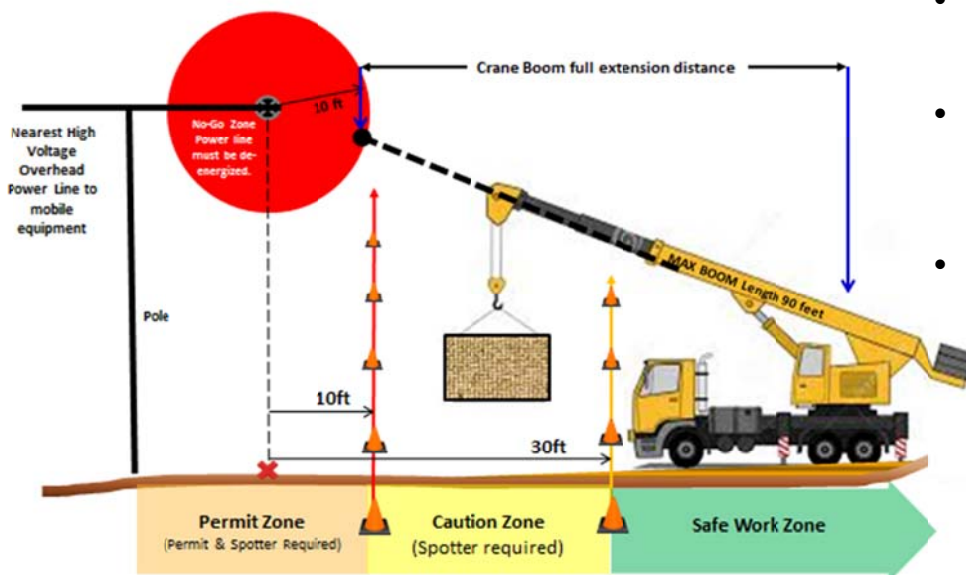 Crane Boom full extension distance
10 ft
Nearest High
Voltage
Overhead
Power Line to
mobile
equipment
No-Go Zone
Power line
must be de-
energized.
MAX BOOM Length 90 feet
Pole
10ft
30ft
Permit Zone
(Permit & Spotter Required)
Caution Zone
(Spotter required)
Safe Work Zone